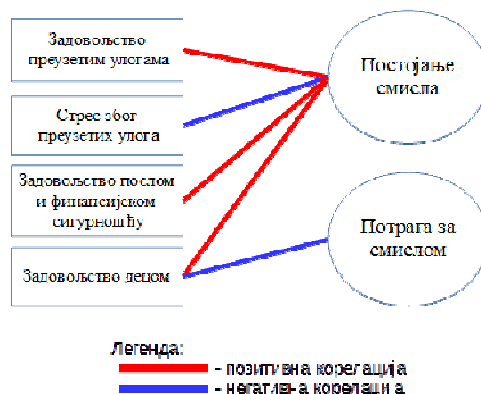 Задовољство
преузетим улогама
Стрес због
преузетих улога
Задовољство послом
и финансијском
сигурношћу
Задовољство децом
Постојање
смисла
Потрага за
смислом
Легенда:
- позитивна корелација
- негативна корелација